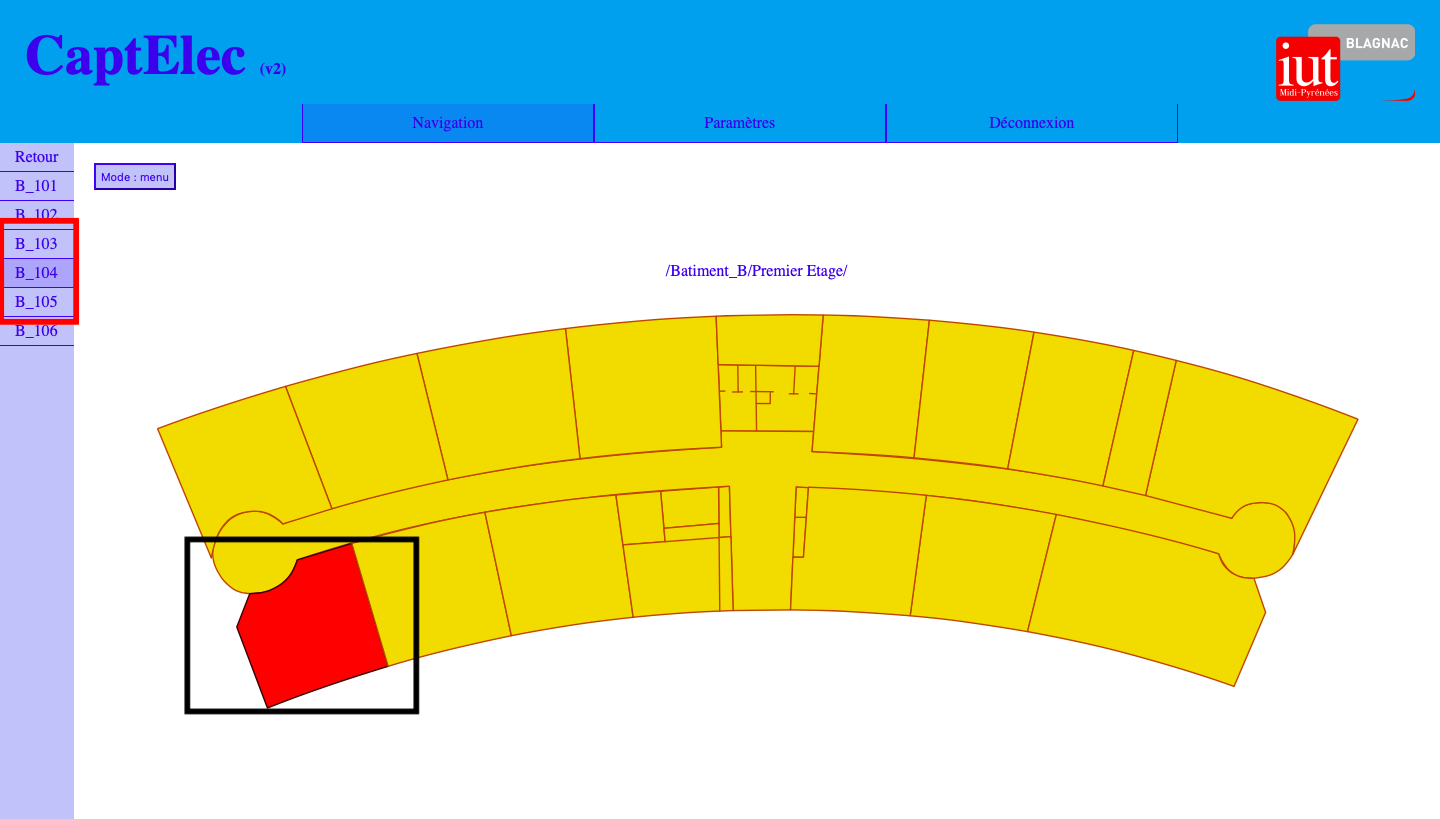 CaptElec (v2)
BLAGNAC
iut
Midi-Pyrénées
Navigation
Paramètres
Déconnexion
Retour
B_101
B_102
B_103
B_104
B_105
B_106
Mode : menu
/Batiment_B/Premier Etage/